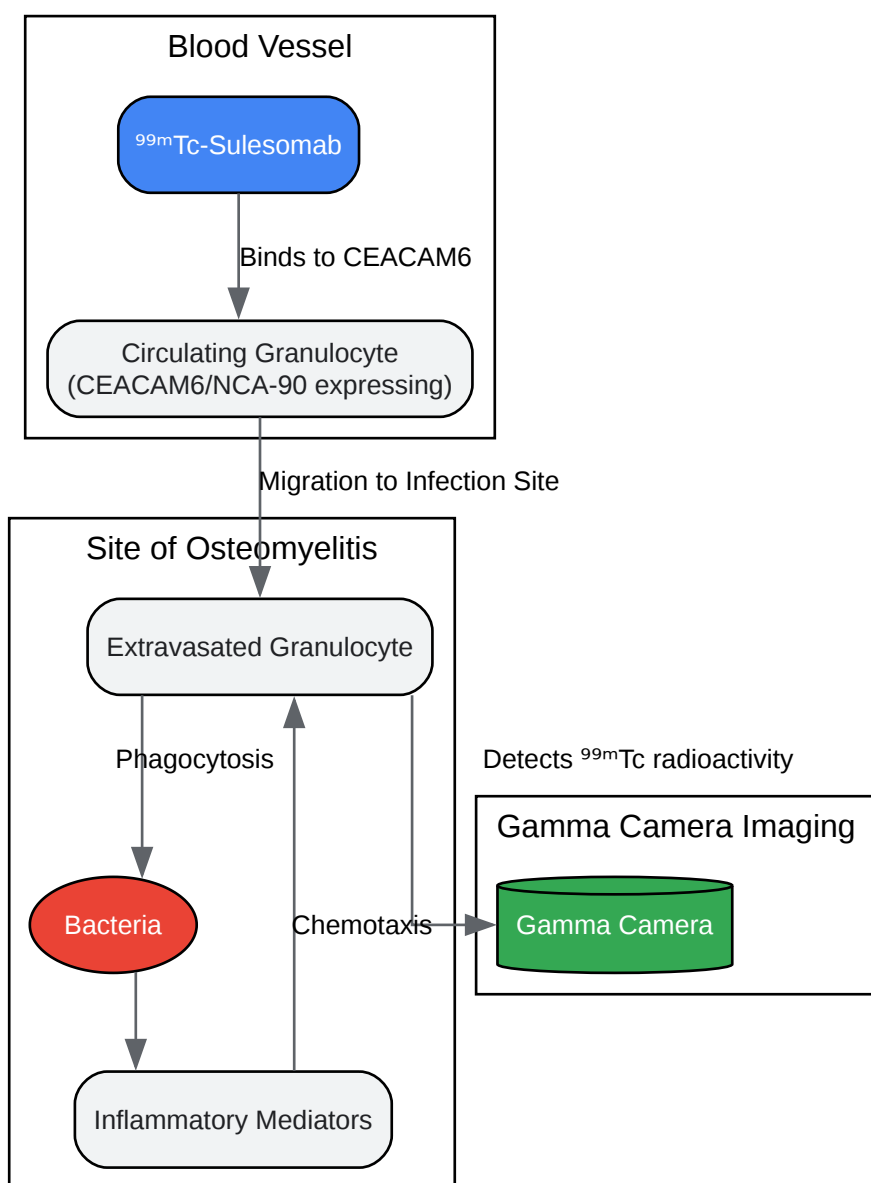 Blood Vessel
⁹⁹ᵐTc-Sulesomab
Binds to CEACAM6
Circulating Granulocyte
(CEACAM6/NCA-90 expressing)
Migration to Infection Site
Site of Osteomyelitis
Extravasated Granulocyte
Phagocytosis
Detects ⁹⁹ᵐTc radioactivity
Gamma Camera Imaging
Bacteria
Chemotaxis
Gamma Camera
Inflammatory Mediators